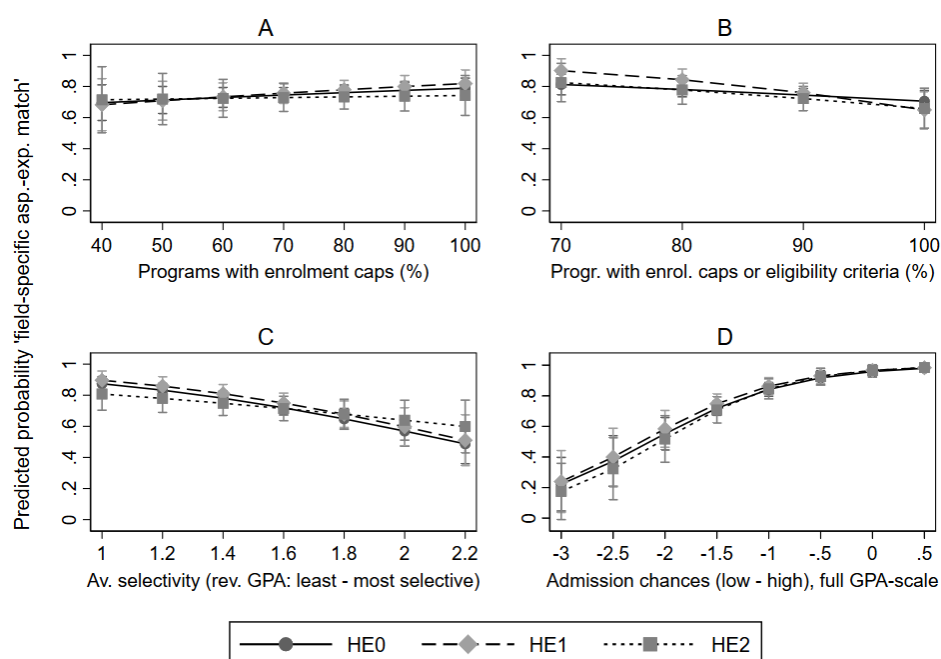 A
B
Predicted probability 'field-specific asp.-exp. match'
0 .2 .4 .6 .8 1
40 50 60 70 80 90 100
Programs with enrolment caps (%)
0 .2 .4 .6 .8 1
70 80 90 100
Progr. with enrol. caps or eligibility criteria (%)
C
D
0 .2 .4 .6 .8 1
1 1.2 1.4 1.6 1.8 2 2.2
Av. selectivity (rev. GPA: least - most selective)
0 .2 .4 .6 .8 1
-3 -2.5 -2 -1.5 -1 -.5 0 .5
Admission chances (low - high), full GPA-scale
HE0 HE1 HE2